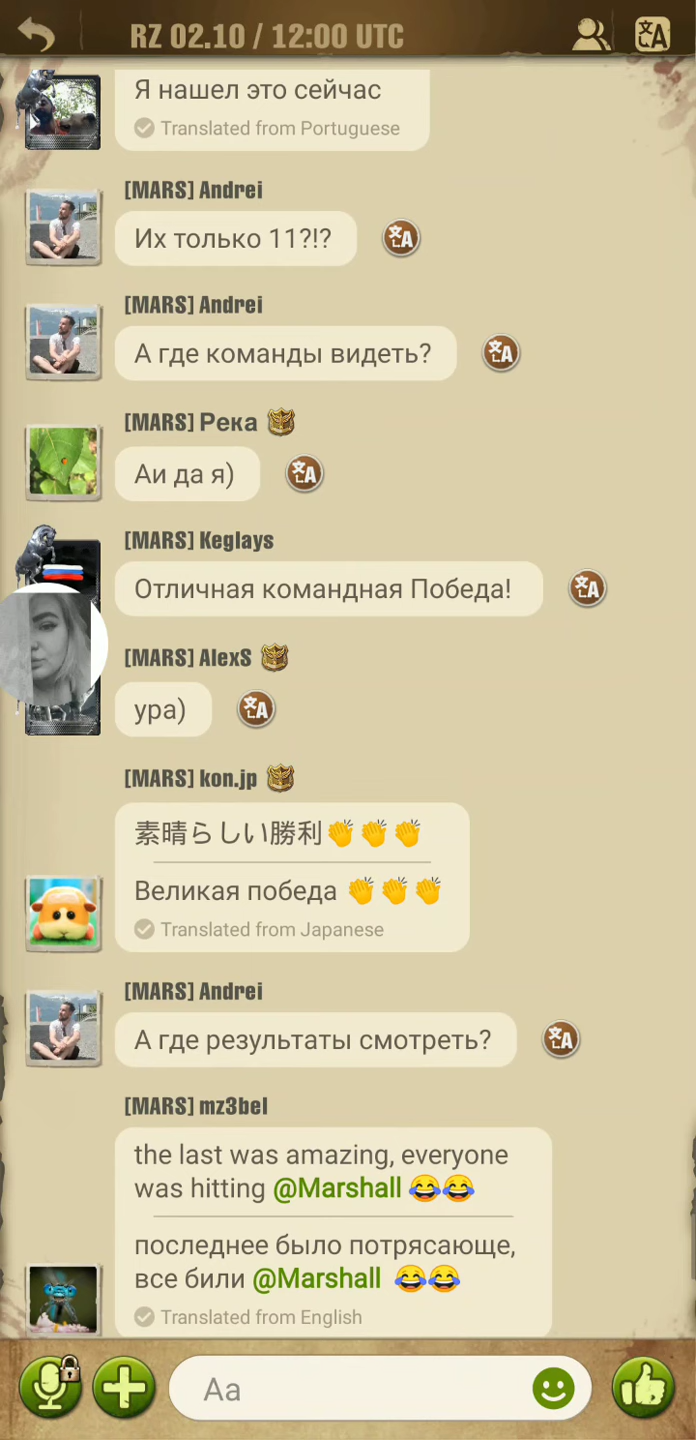 RZ 02.10 / 12:00 UTC
Я нашел это сейчас
Translated from Portuguese
[MARS] Andrei
Их только 11?!?
[MARS] Andrei
А где команды видеть?
[MARS] Река
Аи да я)
[MARS] Keglays
Отличная командная Победа!
[MARS] AlexS
ура)
[MARS] kon.jp
素晴らしい勝利👏👏👏
Великая победа 👏👏👏
Translated from Japanese
[MARS] Andrei
А где результаты смотреть?
[MARS] mz3bel
the last was amazing, everyone
was hitting @Marshall 😂😂
последнее было потрясающе,
все били @Marshall 😂😂
Translated from English
Aa